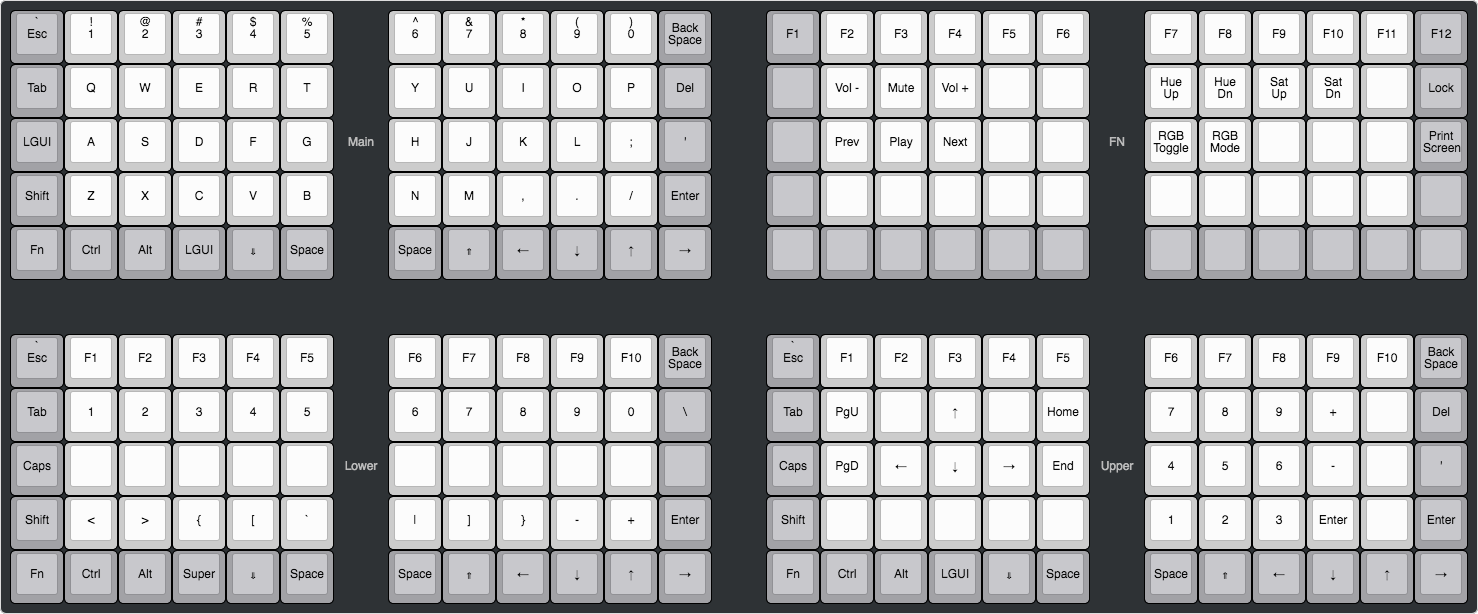 ` ! @ # $ %
Esc 1 2 3 4 5
Tab Q W E R T
LGUI A S D F G
Shift Z X C V B
Fn Ctrl Alt LGUI ⇓ Space
Main
^ & * ( )
6 7 8 9 0 Back Space
Y U I O P Del
H J K L ; '
N M , . / Enter
Space ⇑ ← ↓ ↑ →
F1 F2 F3 F4 F5 F6
Vol - Mute Vol +
Prev Play Next
FN
F7 F8 F9 F10 F11 F12
Hue Up Hue Dn Sat Up Sat Dn Lock
RGB Toggle RGB Mode Print Screen
`
Esc F1 F2 F3 F4 F5
Tab 1 2 3 4 5
Caps
Shift < > { [ `
Fn Ctrl Alt Super ⇓ Space
Lower
F6 F7 F8 F9 F10 Back Space
6 7 8 9 0 \
| ] } - + Enter
Space ⇑ ← ↓ ↑ →
`
Esc F1 F2 F3 F4 F5
Tab PgU ↑ Home
Caps PgD ← ↓ → End
Shift
Fn Ctrl Alt LGUI ⇓ Space
Upper
F6 F7 F8 F9 F10 Back Space
7 8 9 + Del
4 5 6 - '
1 2 3 Enter Enter
Space ⇑ ← ↓ ↑ →